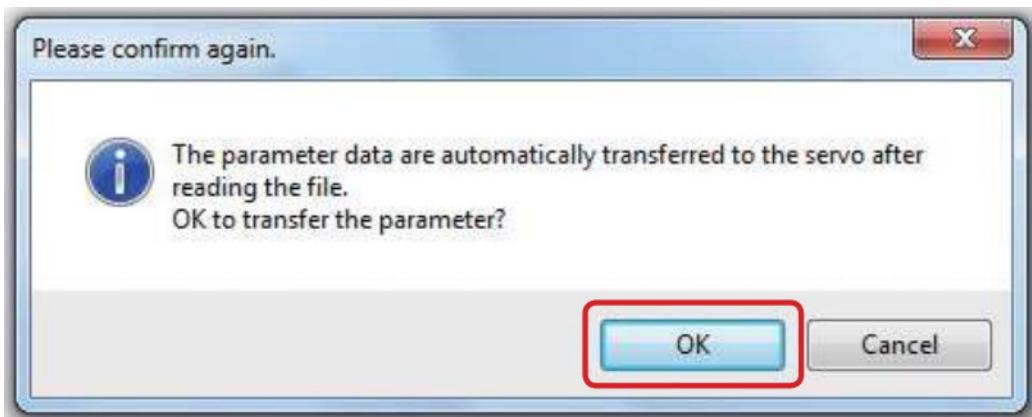 Please confirm again.
The parameter data are automatically transferred to the servo after
reading the file.
OK to transfer the parameter?
OK
Cancel